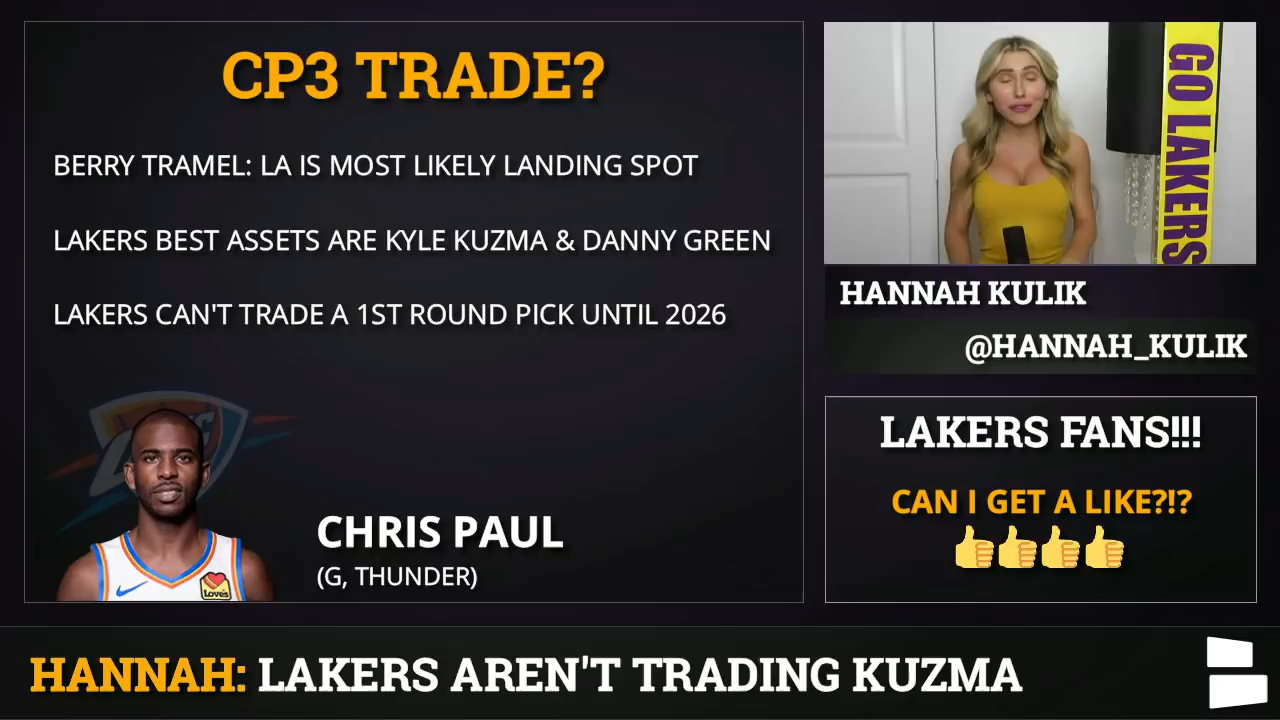 CP3 TRADE?
BERRY TRAMEL: LA IS MOST LIKELY LANDING SPOT
LAKERS BEST ASSETS ARE KYLE KUZMA & DANNY GREEN
LAKERS CAN'T TRADE A 1ST ROUND PICK UNTIL 2026
Love's
CHRIS PAUL
(G, THUNDER)
GO LAKERS
HANNAH KULIK
@HANNAH_KULIK
LAKERS FANS!!!
CAN I GET A LIKE?!?
HANNAH: LAKERS AREN'T TRADING KUZMA